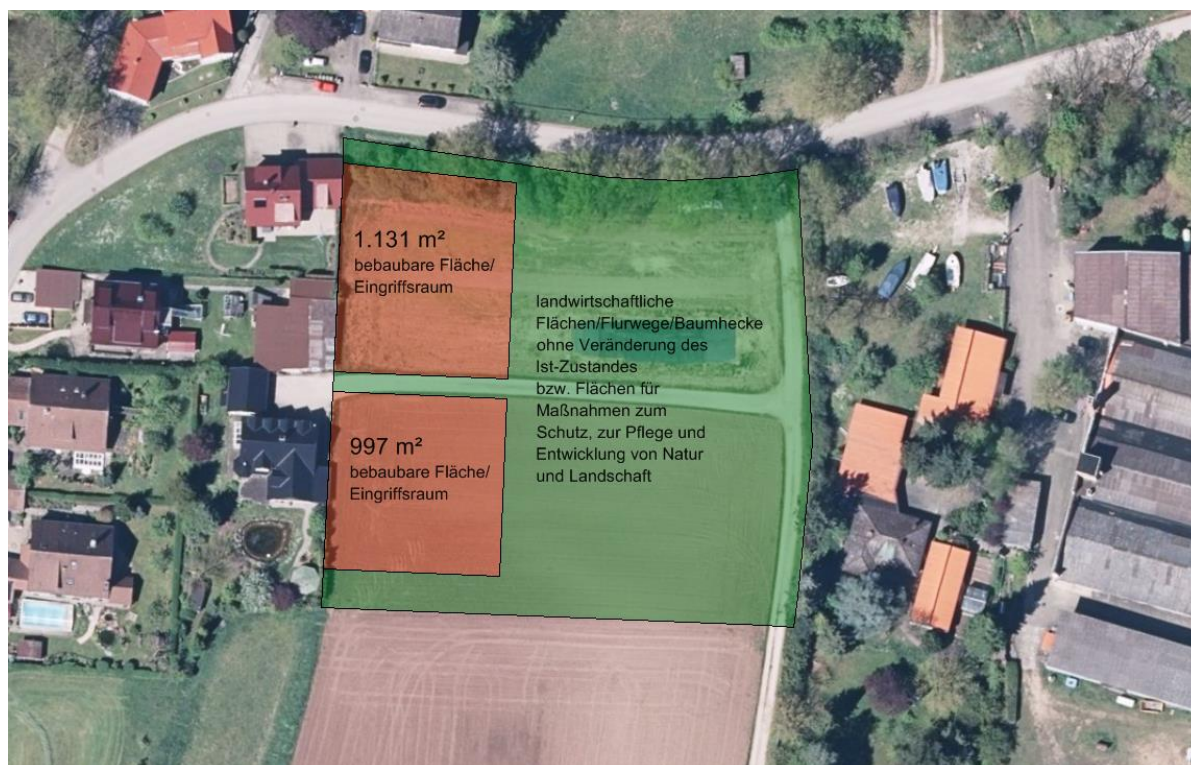 1.131 m²
bebaubare Fläche/
Eingriffsraum
landwirtschaftliche
Flächen/Flurwege/Baumhecke
ohne Veränderung des
Ist-Zustandes
bzw. Flächen für
Maßnahmen zum
Schutz, zur Pflege und
Entwicklung von Natur
und Landschaft
997 m²
bebaubare Fläche/
Eingriffsraum